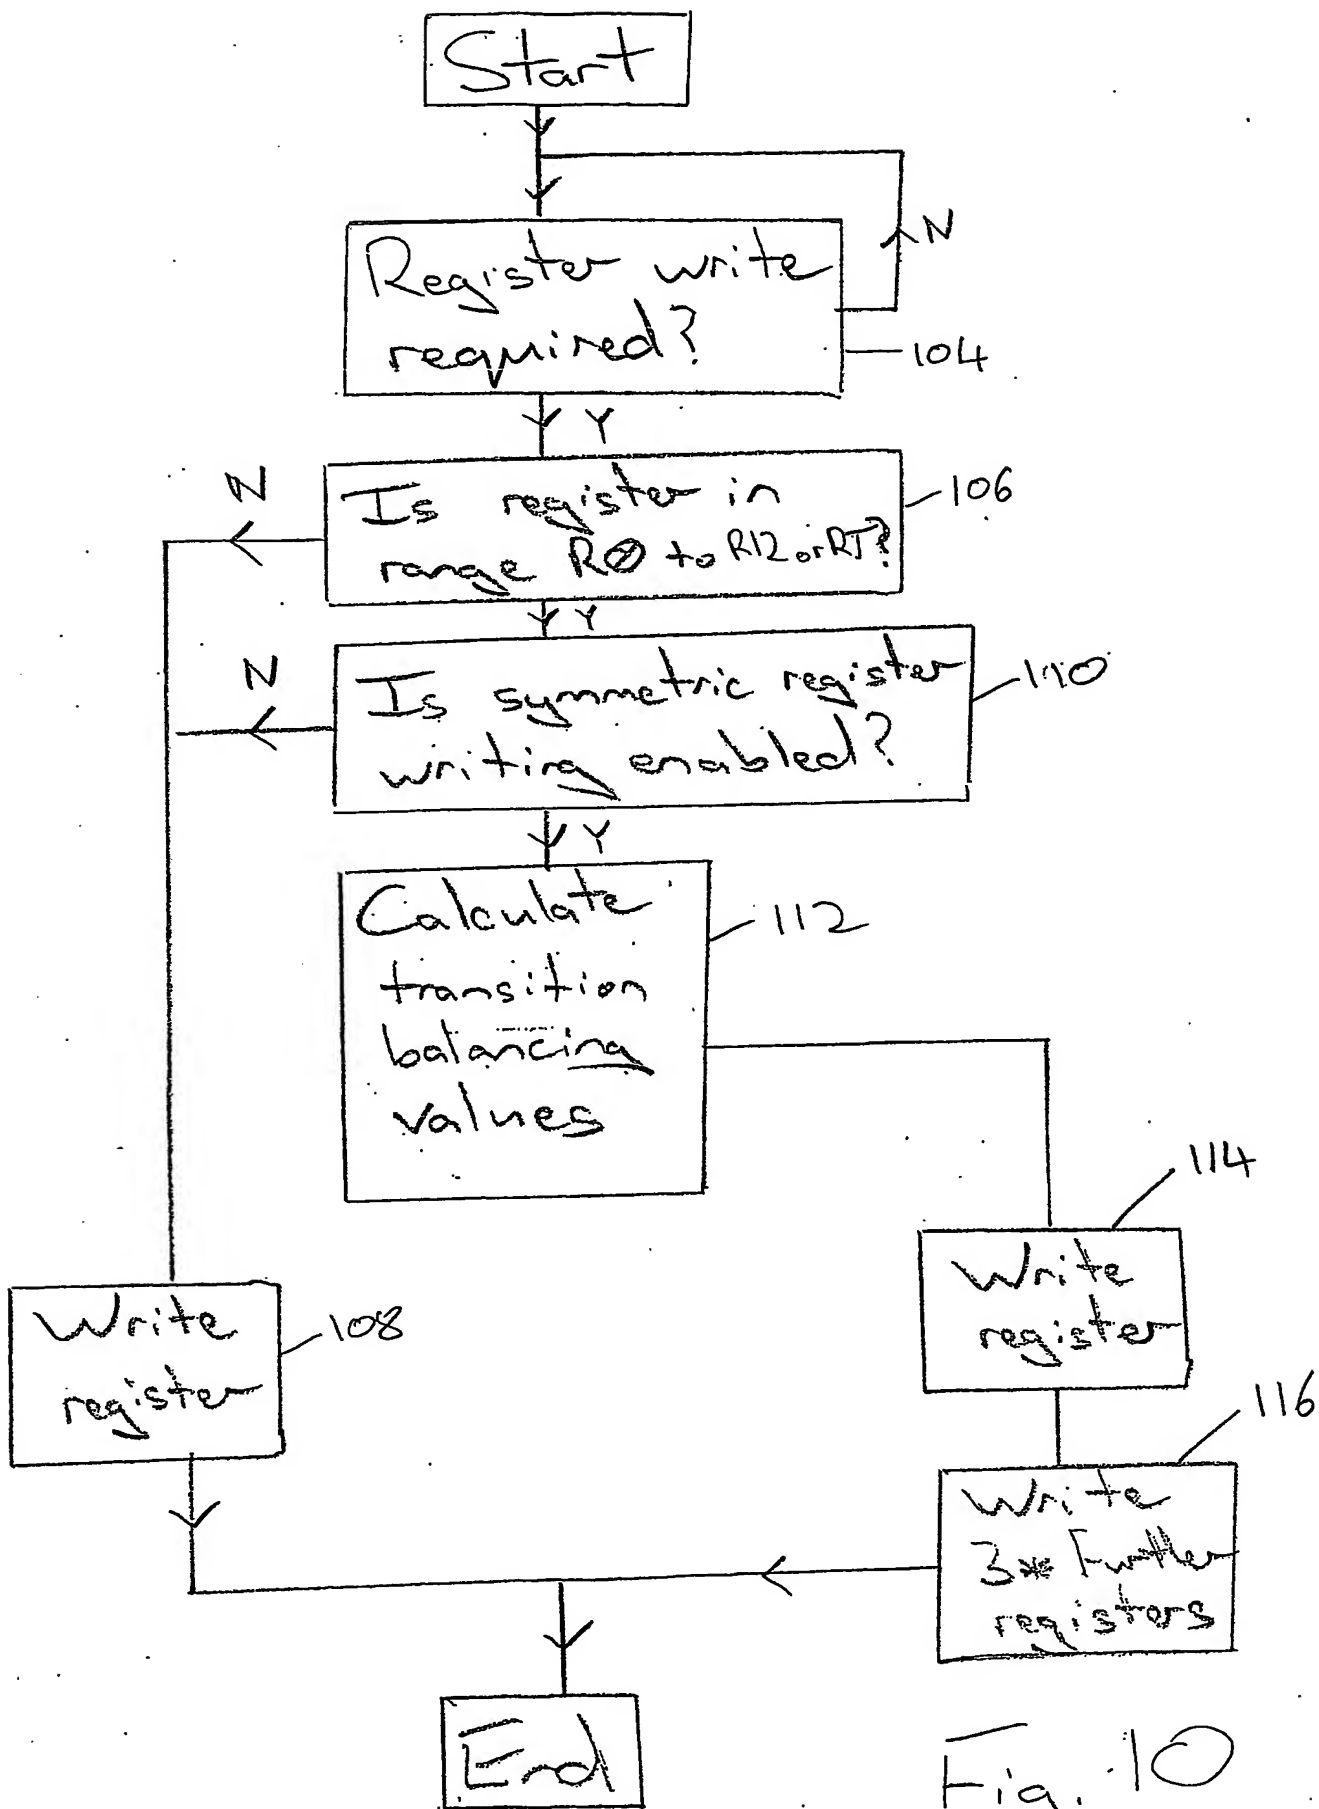 Start
N
Register write
required?
104
Y
N
106
Is register in
range R0 to R12 or RT?
Y
N
110
Is symmetric register
writing enabled?
Y
Calculate
transition
balancing
values
112
114
Write
register
108
Write
register
116
Write
3* Further
registers
End
Fig. 10